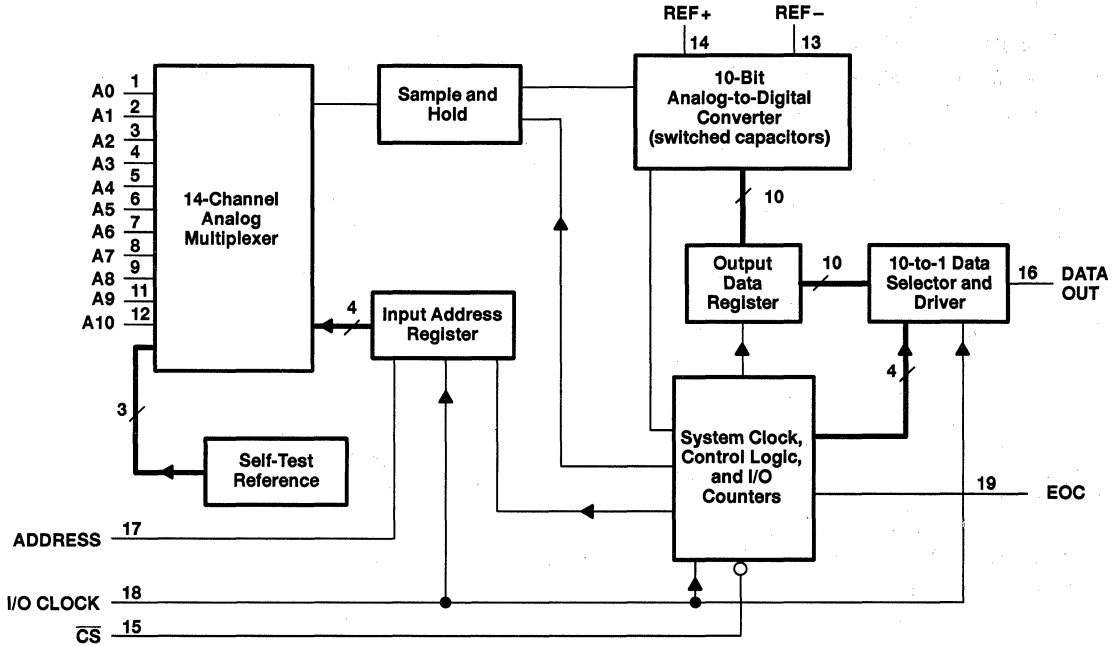 REF+
REF−
14
13
10-Bit
Analog-to-Digital
Converter
(switched capacitors)
Sample and
Hold
A0 1
A1 2
A2 3
A3 4
A4 5
A5 6
A6 7
A7 8
A8 9
A9 11
A10 12
14-Channel
Analog
Multiplexer
10
Output
Data
Register
10
10-to-1 Data
Selector and
Driver
16
DATA
OUT
4
Input Address
Register
4
3
Self-Test
Reference
System Clock,
Control Logic,
and I/O
Counters
19
EOC
ADDRESS 17
I/O CLOCK 18
C̅S̅ 15